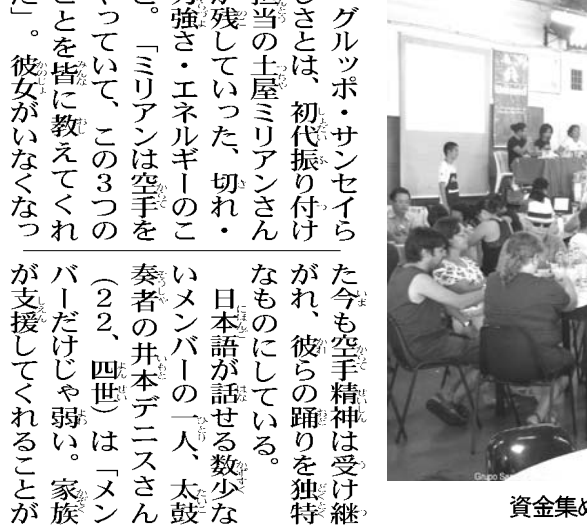 グルッポ・サンセイら
しさとは、初代振り付け
担当の土屋ミリアンさん
が残していった、切れ・
力強さ・エネルギーのこ
と。「ミリアンは空手を
やっていて、この3つの
ことを皆に教えてくれ
た」。彼女がいなくなっ
た今も空手精神は受け継
がれ、彼らの踊りを独特
なものにしている。
日本語が話せる数少な
いメンバーの一人、太鼓
奏者の井本デニスさん
(22、四世)は「メン
バーだけじゃ弱い。家族
が支援してくれることが
資金集め
Grupo